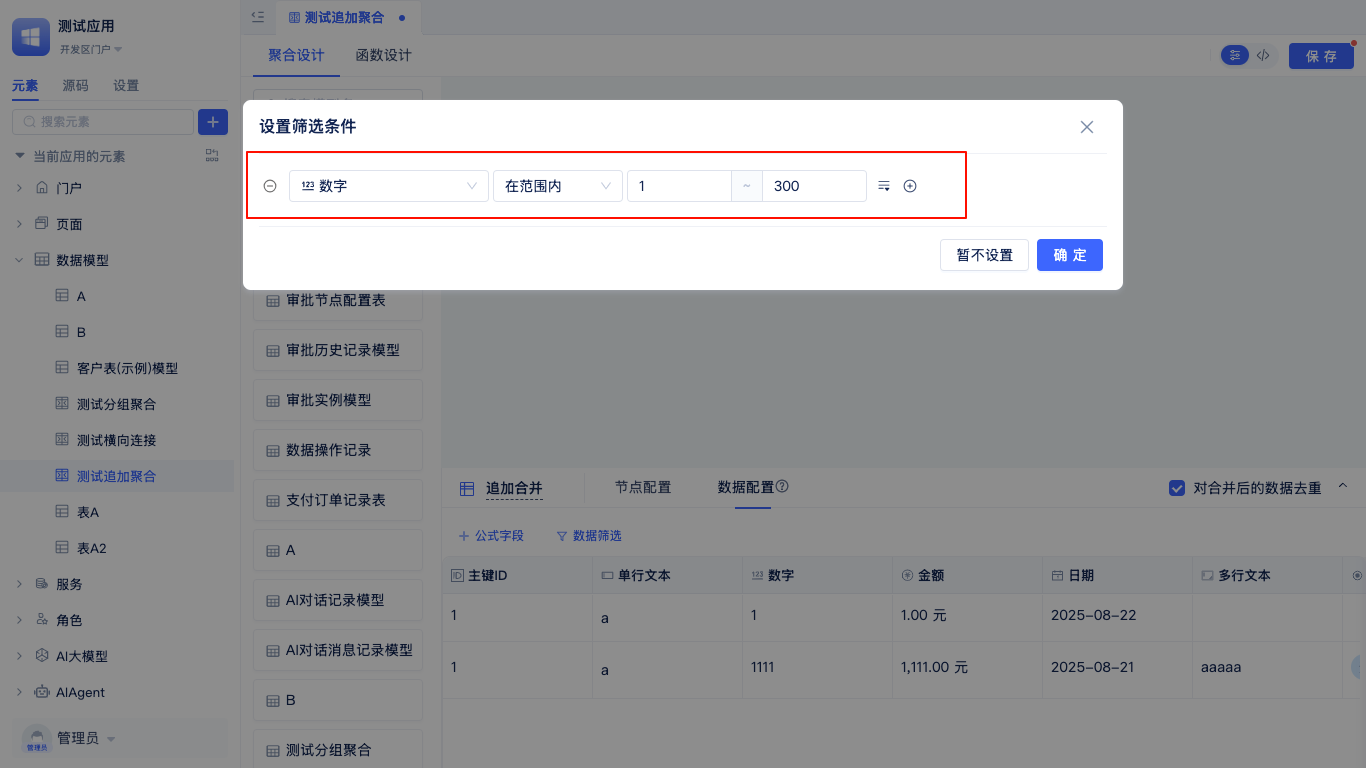 测试应用
开发区门户
元素 源码 设置
搜索元素
当前应用的元素
门户
页面
数据模型
A
B
客户表(示例)模型
测试分组聚合
测试横向连接
测试追加聚合
表A
表A2
服务
角色
AI大模型
AIAgent
管理员
管理员
测试追加聚合
聚合设计 函数设计
保 存
设置筛选条件
123 数字 在范围内 1 ~ 300
暂不设置 确 定
审批节点配置表
审批历史记录模型
审批实例模型
数据操作记录
支付订单记录表
A
AI对话记录模型
AI对话消息记录模型
B
测试分组聚合
追加合并 节点配置 数据配置 对合并后的数据去重
公式字段 数据筛选
ID 主键ID 单行文本 123 数字 金额 日期 多行文本
1 a 1 1.00 元 2025-08-22
1 a 1111 1,111.00 元 2025-08-21 aaaaa